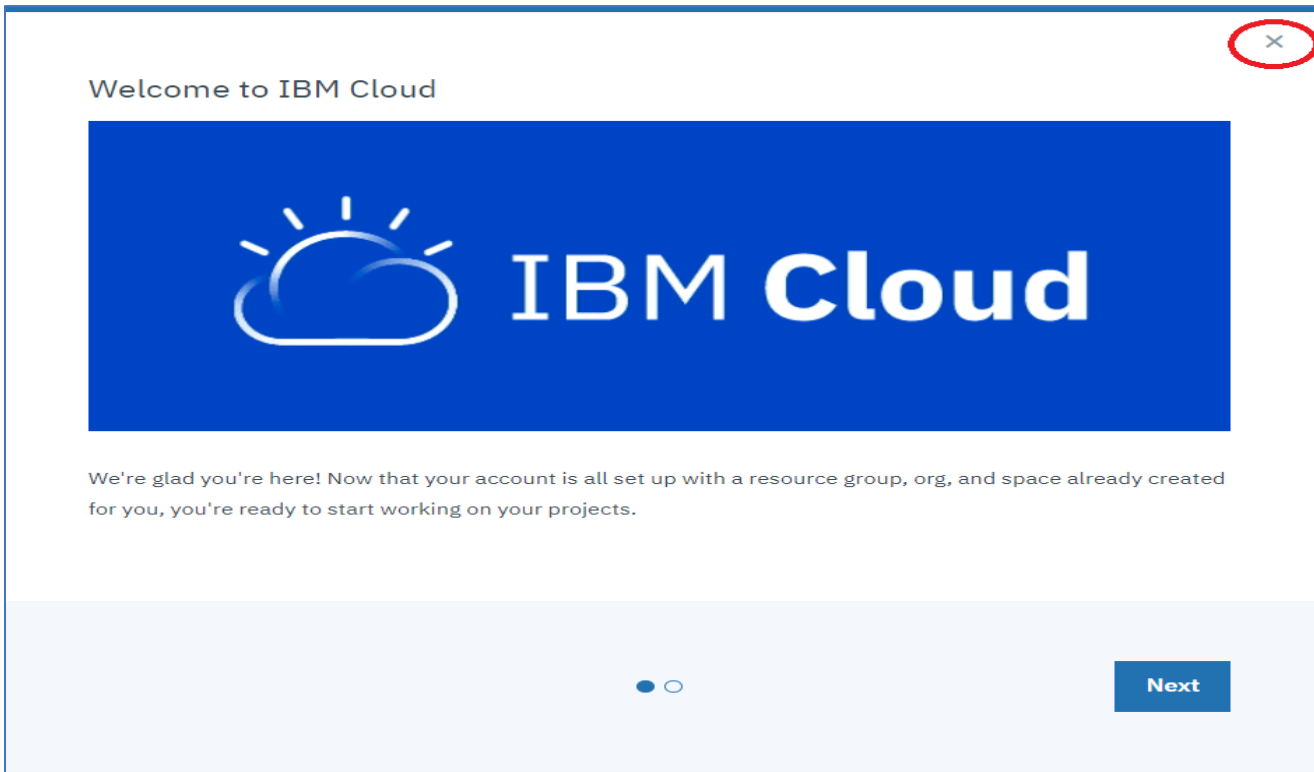 ×
Welcome to IBM Cloud
IBM Cloud
We're glad you're here! Now that your account is all set up with a resource group, org, and space already created
for you, you're ready to start working on your projects.
Next